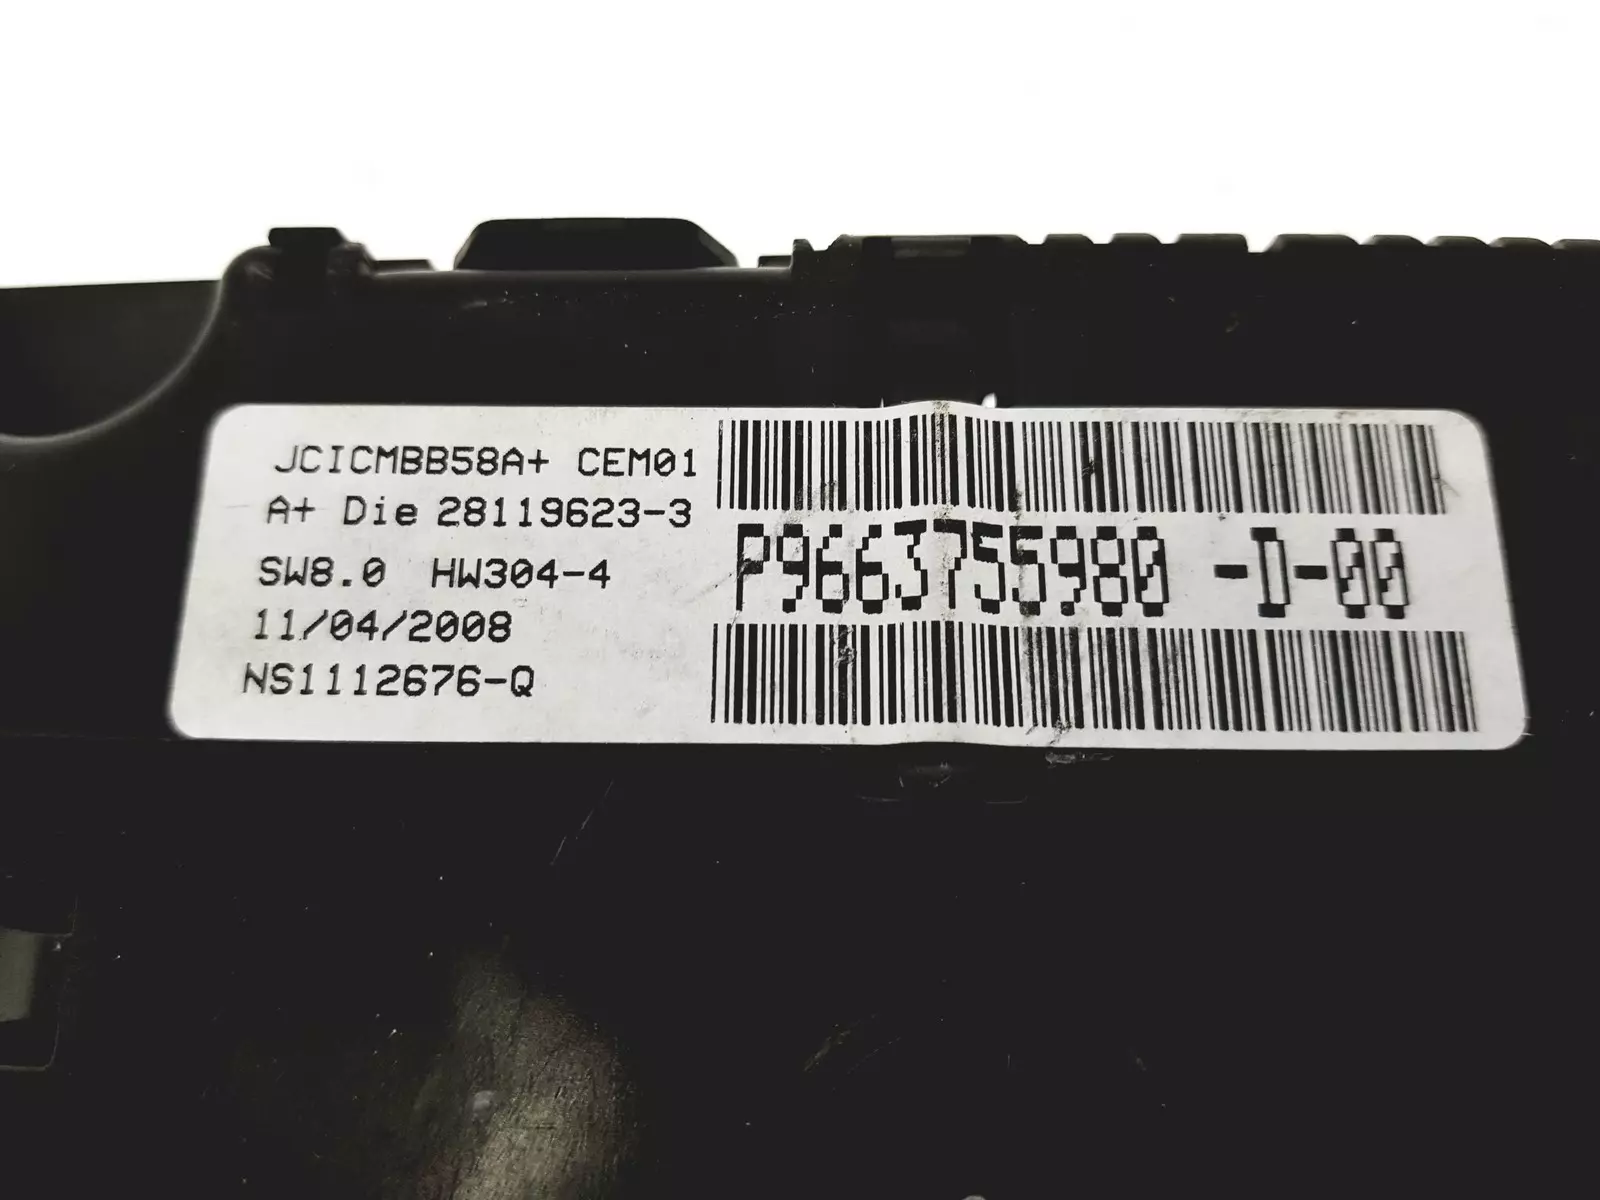 JCICMBB58A+ CEM01
A+ Die 28119623-3
SW8.0 HW304-4
11/04/2008
NS1112676-Q
P9663755980 -D-00